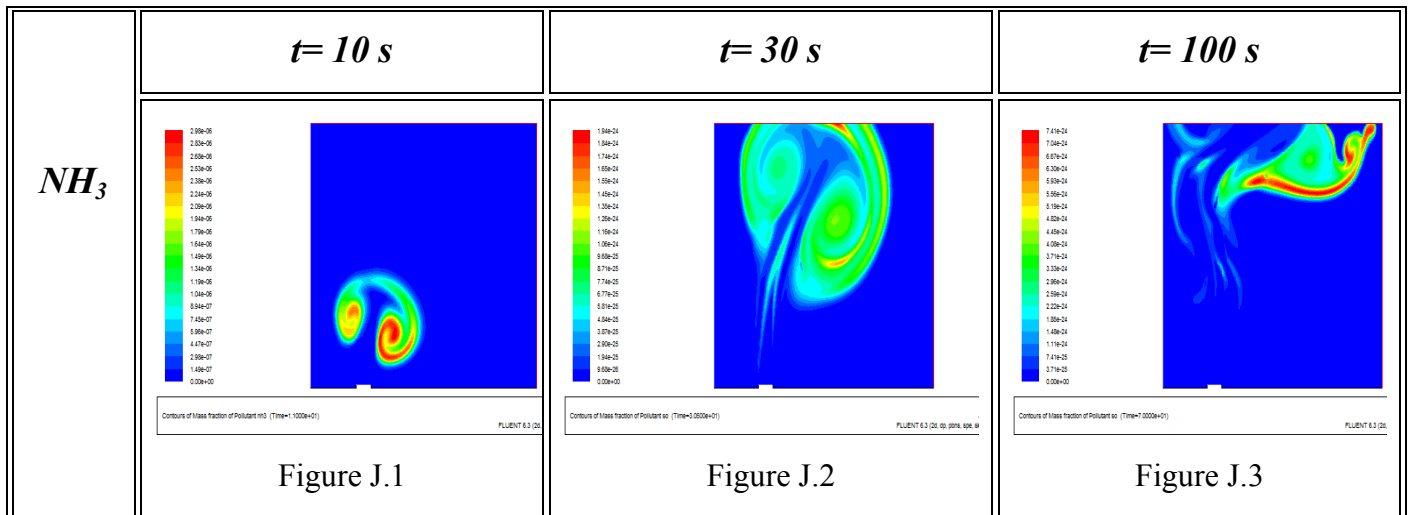 t= 10 s
t= 30 s
t= 100 s
NH3
2.98e-06
2.83e-06
2.68e-06
2.53e-06
2.38e-06
2.24e-06
2.09e-06
1.94e-06
1.79e-06
1.64e-06
1.49e-06
1.34e-06
1.19e-06
1.04e-06
8.94e-07
7.45e-07
5.96e-07
4.47e-07
2.98e-07
1.49e-07
0.00e+00
Contours of Mass fraction of Pollutant nh3 (Time=1.1000e+01)
FLUENT 6.3 (2d,
Figure J.1
1.94e-24
1.84e-24
1.74e-24
1.65e-24
1.55e-24
1.45e-24
1.35e-24
1.26e-24
1.16e-24
1.06e-24
9.68e-25
8.71e-25
7.74e-25
6.77e-25
5.81e-25
4.84e-25
3.87e-25
2.90e-25
1.94e-25
9.68e-26
0.00e+00
Contours of Mass fraction of Pollutant so (Time=3.0500e+01)
FLUENT 6.3 (2d, dp, pbns, spe,
Figure J.2
7.41e-24
7.04e-24
6.67e-24
6.30e-24
5.93e-24
5.56e-24
5.19e-24
4.82e-24
4.45e-24
4.08e-24
3.71e-24
3.33e-24
2.96e-24
2.59e-24
2.22e-24
1.85e-24
1.48e-24
1.11e-24
7.41e-25
3.71e-25
0.00e+00
Contours of Mass fraction of Pollutant so (Time=7.0000e+01)
FLUENT 6.3 (2d,
Figure J.3